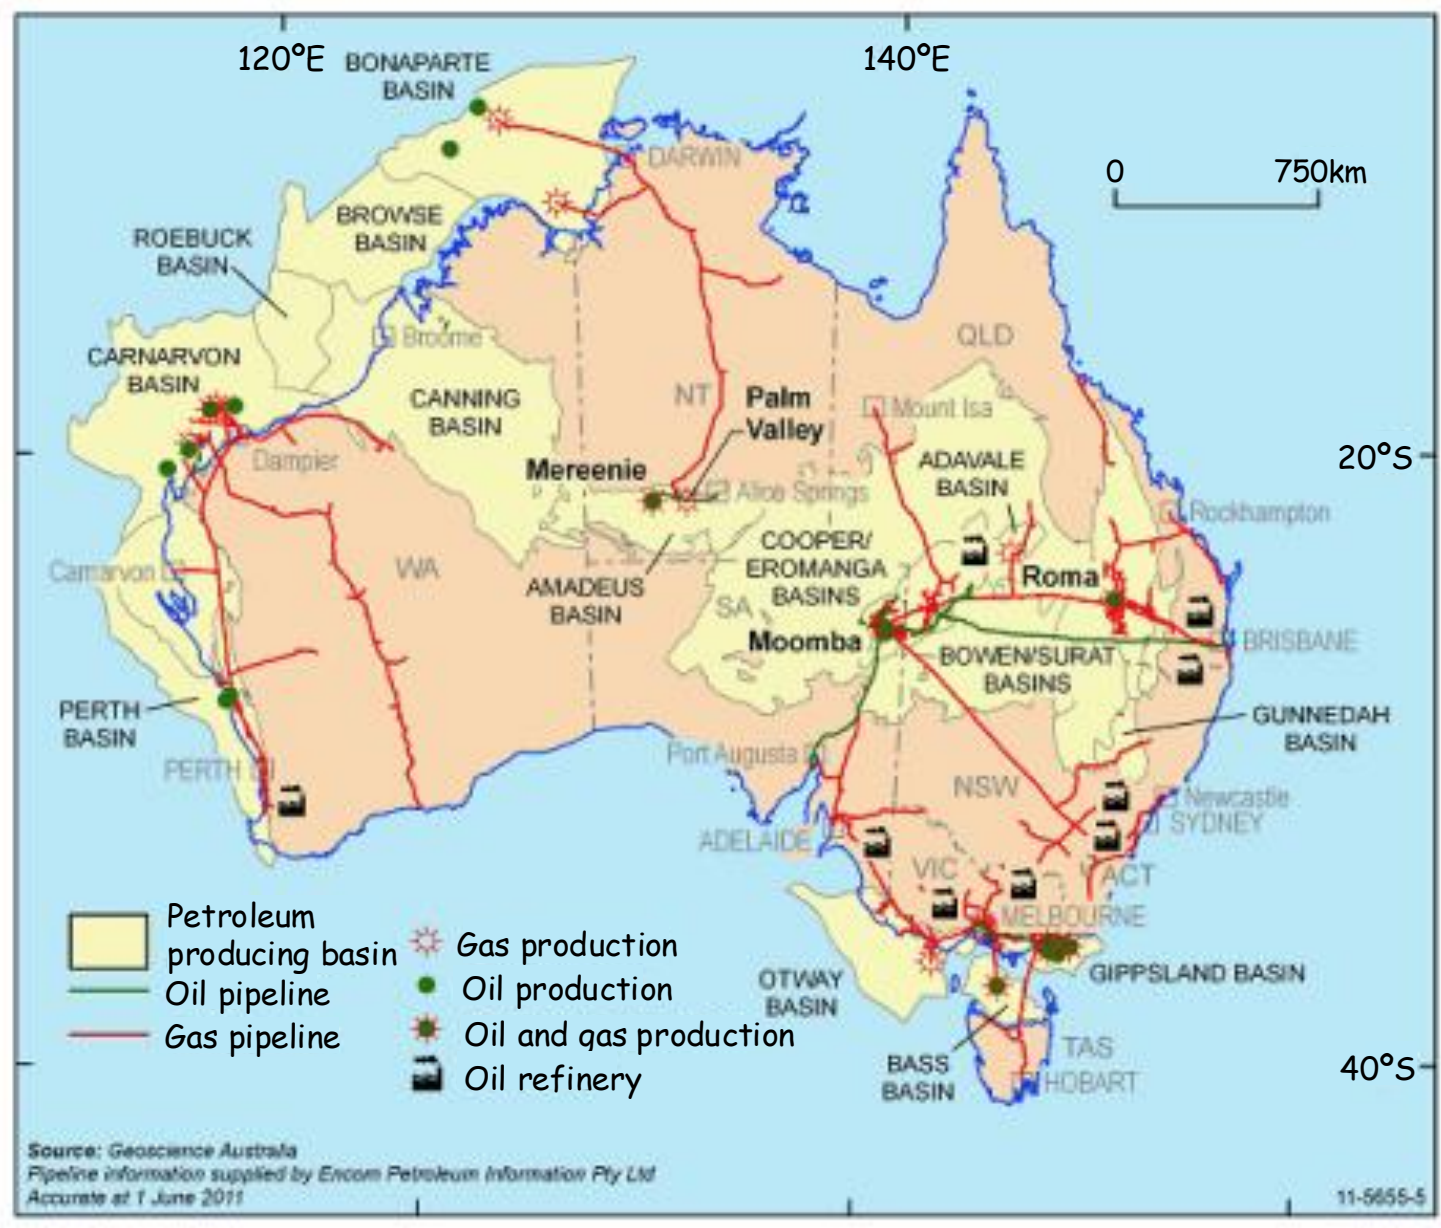 120°E
140°E
BONAPARTE
BASIN
DARWIN
0
750km
BROWSE
BASIN
ROEBUCK
BASIN
Broome
QLD
CARNARVON
BASIN
CANNING
BASIN
NT
Palm
Valley
Mount Isa
20°S
Dampier
Mereenie
Alice Springs
ADAVALE
BASIN
Rockhampton
Carnarvon
WA
AMADEUS
BASIN
COOPER/
EROMANGA
BASINS
SA
Roma
Moomba
BRISBANE
BOWEN/SURAT
BASINS
PERTH
BASIN
GUNNEDAH
BASIN
PERTH
Port Augusta
NSW
Newcastle
SYDNEY
ADELAIDE
VIC
ACT
MELBOURNE
OTWAY
BASIN
GIPPSLAND BASIN
BASS
BASIN
TAS
HOBART
40°S
Petroleum
producing basin
Oil pipeline
Gas pipeline
Gas production
Oil production
Oil and gas production
Oil refinery
Source: Geoscience Australia
Pipeline information supplied by Encom Petroleum Information Pty Ltd
Accurate at 1 June 2011
11-5655-5